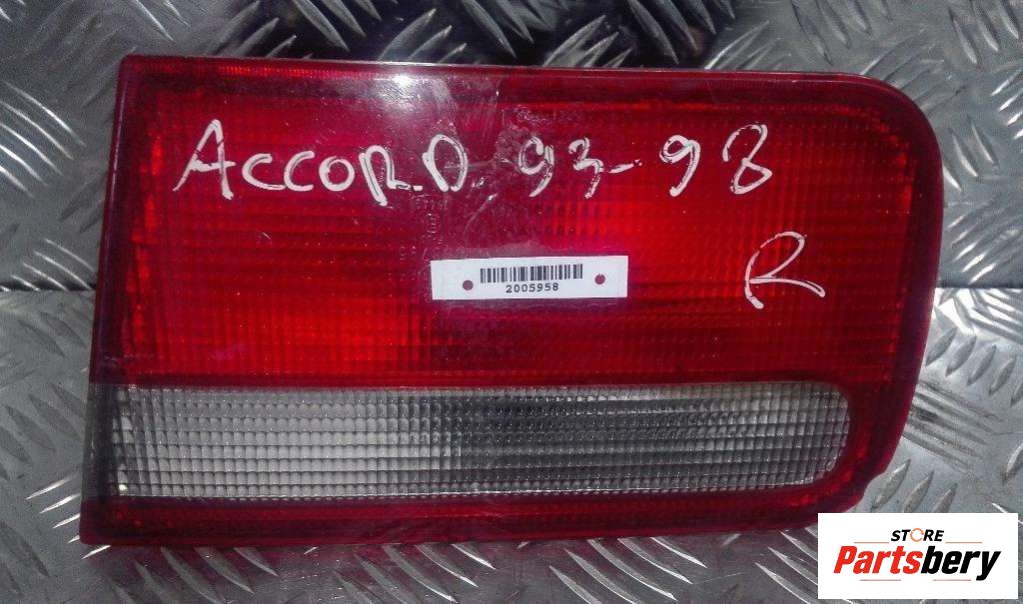 ACCORD 93-98
R
2005958
STORE
Partsbery